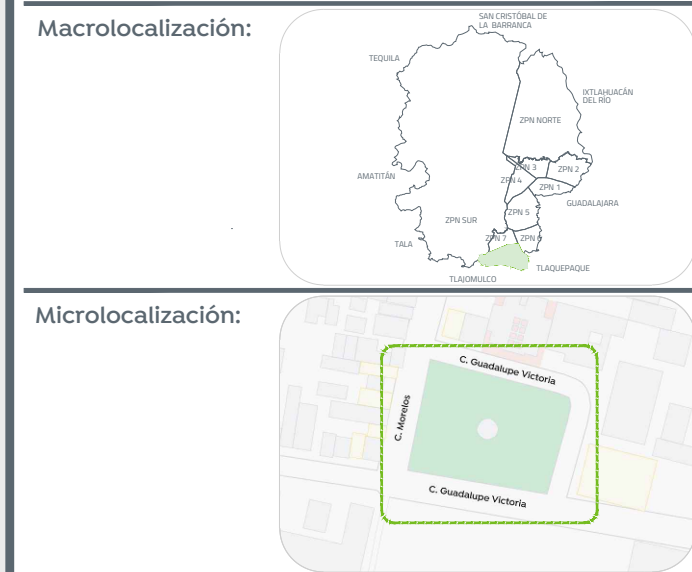 Macrolocalización:
SAN CRISTÓBAL DE
LA BARRANCA
TEQUILA
IXTLAHUACÁN
DEL RÍO
ZPN NORTE
ZPN 3
ZPN 2
AMATITÁN
ZPN 4
ZPN 1
GUADALAJARA
ZPN 5
ZPN SUR
ZPN 7
ZPN 6
TALA
TLAQUEPAQUE
TLAJOMULCO
Microlocalización:
C. Guadalupe Victoria
C. Morelos
C. Guadalupe Victoria